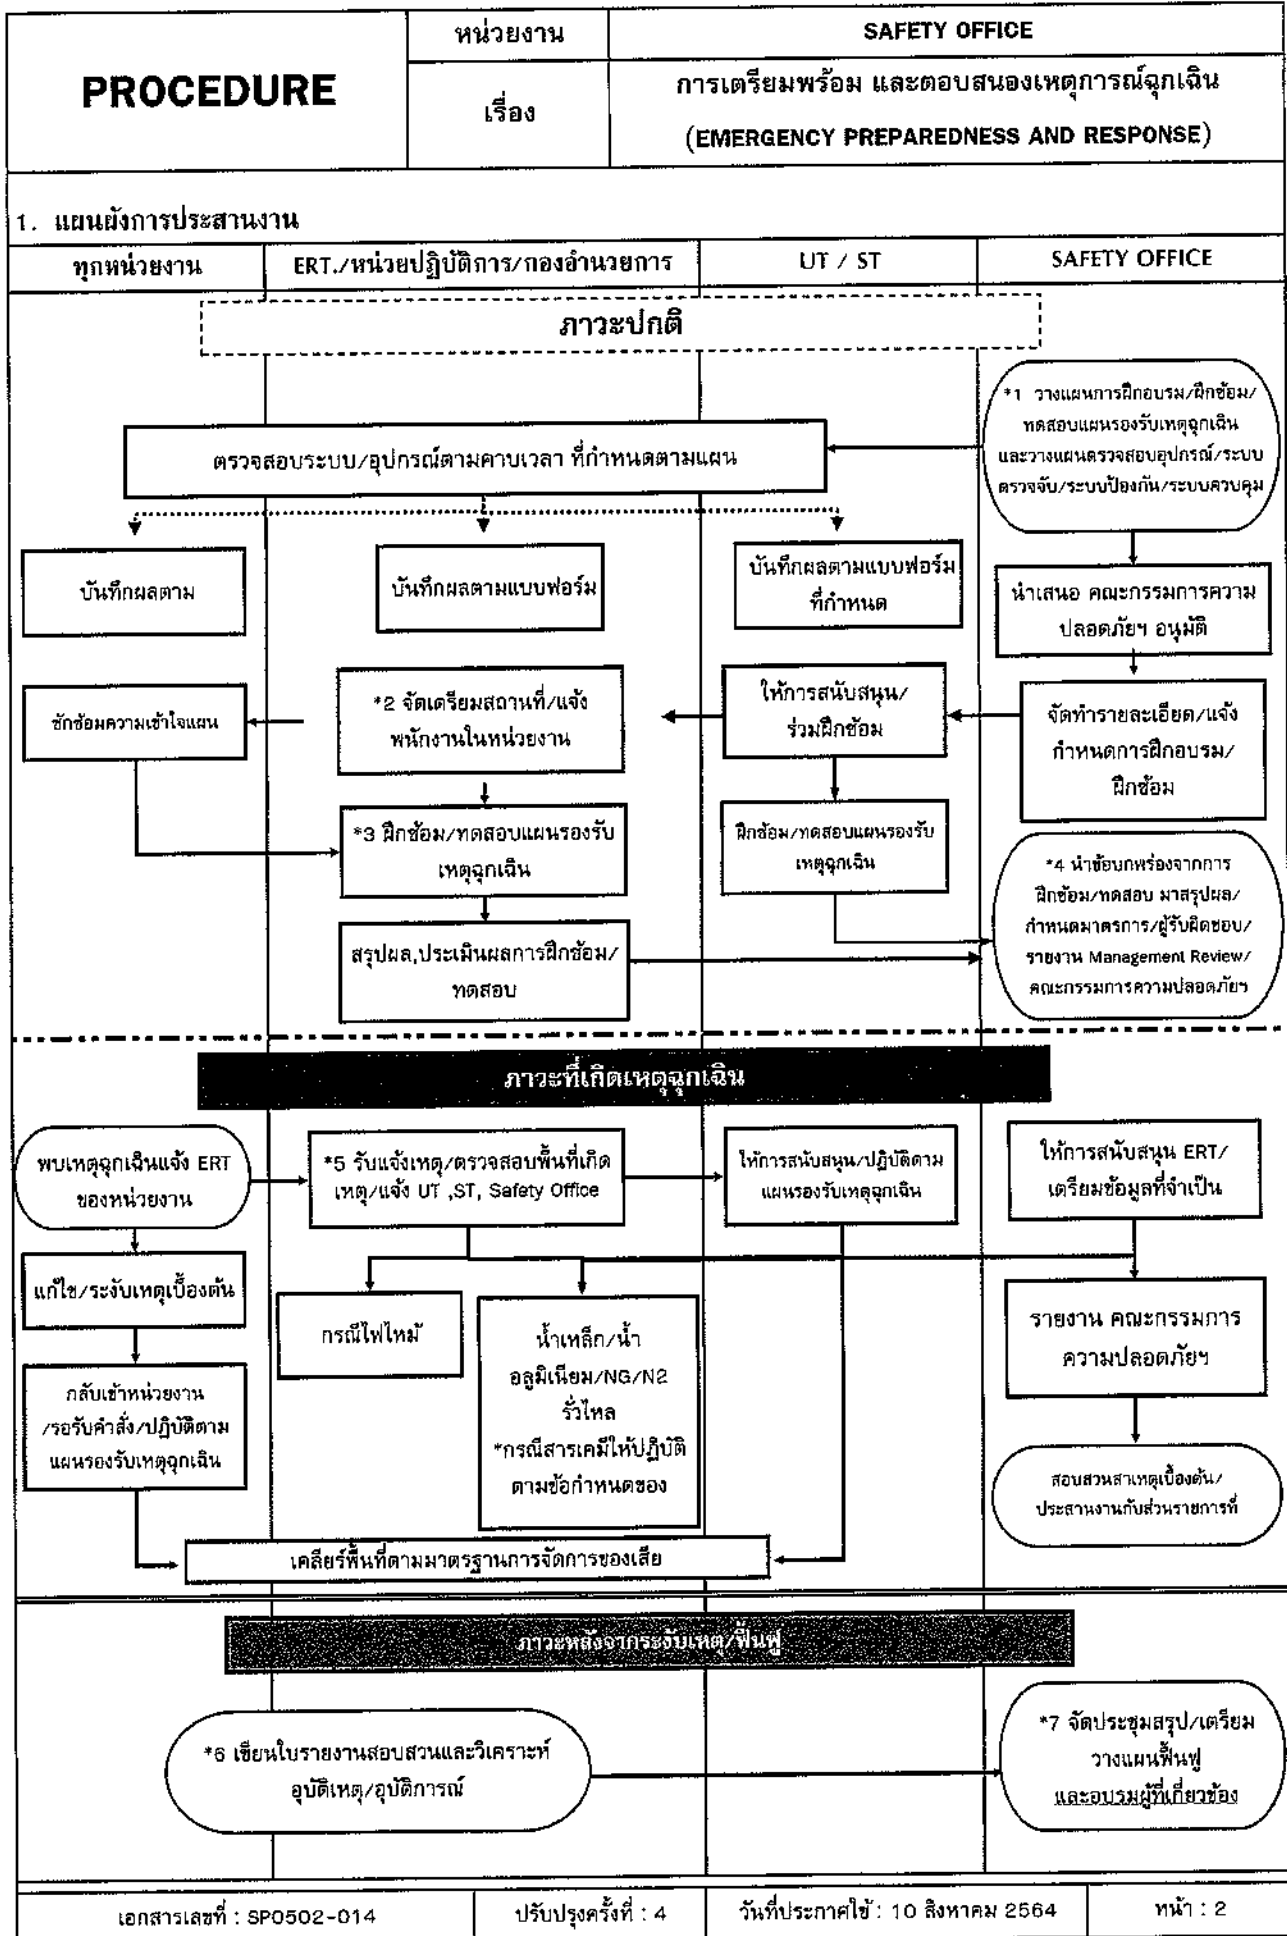 PROCEDURE
หน่วยงาน
SAFETY OFFICE
เรื่อง
การเตรียมพร้อม และตอบสนองเหตุการณ์ฉุกเฉิน
(EMERGENCY PREPAREDNESS AND RESPONSE)
1. แผนผังการประสานงาน
ทุกหน่วยงาน
ERT./หน่วยปฏิบัติการ/กองอำนวยการ
UT / ST
SAFETY OFFICE
ภาวะปกติ
*1 วางแผนการฝึกอบรม/ฝึกซ้อม/
ทดสอบแผนรองรับเหตุฉุกเฉิน
และวางแผนตรวจสอบอุปกรณ์/ระบบ
ตรวจจับ/ระบบป้องกัน/ระบบควบคุม
ตรวจสอบระบบ/อุปกรณ์ตามคาบเวลา ที่กำหนดตามแผน
บันทึกผลตาม
บันทึกผลตามแบบฟอร์ม
บันทึกผลตามแบบฟอร์ม
ที่กำหนด
นำเสนอ คณะกรรมการความ
ปลอดภัยฯ อนุมัติ
ซักซ้อมความเข้าใจแผน
*2 จัดเตรียมสถานที่/แจ้ง
พนักงานในหน่วยงาน
ให้การสนับสนุน/
ร่วมฝึกซ้อม
จัดทำรายละเอียด/แจ้ง
กำหนดการฝึกอบรม/
ฝึกซ้อม
*3 ฝึกซ้อม/ทดสอบแผนรองรับ
เหตุฉุกเฉิน
ฝึกซ้อม/ทดสอบแผนรองรับ
เหตุฉุกเฉิน
*4 นำข้อบกพร่องจากการ
ฝึกซ้อม/ทดสอบ มาสรุปผล/
กำหนดมาตรการ/ผู้รับผิดชอบ/
รายงาน Management Review/
คณะกรรมการความปลอดภัยฯ
สรุปผล,ประเมินผลการฝึกซ้อม/
ทดสอบ
ภาวะที่เกิดเหตุฉุกเฉิน
พบเหตุฉุกเฉินแจ้ง ERT
ของหน่วยงาน
*5 รับแจ้งเหตุ/ตรวจสอบพื้นที่เกิด
เหตุ/แจ้ง UT ,ST, Safety Office
ให้การสนับสนุน/ปฏิบัติตาม
แผนรองรับเหตุฉุกเฉิน
ให้การสนับสนุน ERT/
เตรียมข้อมูลที่จำเป็น
แก้ไข/ระงับเหตุเบื้องต้น
กรณีไฟไหม้
น้ำเหล็ก/น้ำ
อลูมิเนียม/NG/N2
รั่วไหล
*กรณีสารเคมีให้ปฏิบัติ
ตามข้อกำหนดของ
รายงาน คณะกรรมการ
ความปลอดภัยฯ
กลับเข้าหน่วยงาน
/รอรับคำสั่ง/ปฏิบัติตาม
แผนรองรับเหตุฉุกเฉิน
สอบสวนสาเหตุเบื้องต้น/
ประสานงานกับส่วนรายการที่
เคลียร์พื้นที่ตามมาตรฐานการจัดการของเสีย
ภาวะหลังจากระงับเหตุ/ฟื้นฟู
*6 เขียนใบรายงานสอบสวนและวิเคราะห์
อุบัติเหตุ/อุบัติการณ์
*7 จัดประชุมสรุป/เตรียม
วางแผนฟื้นฟู
และอบรมผู้ที่เกี่ยวข้อง
เอกสารเลขที่ : SP0502-014
ปรับปรุงครั้งที่ : 4
วันที่ประกาศใช้ : 10 สิงหาคม 2564
หน้า : 2